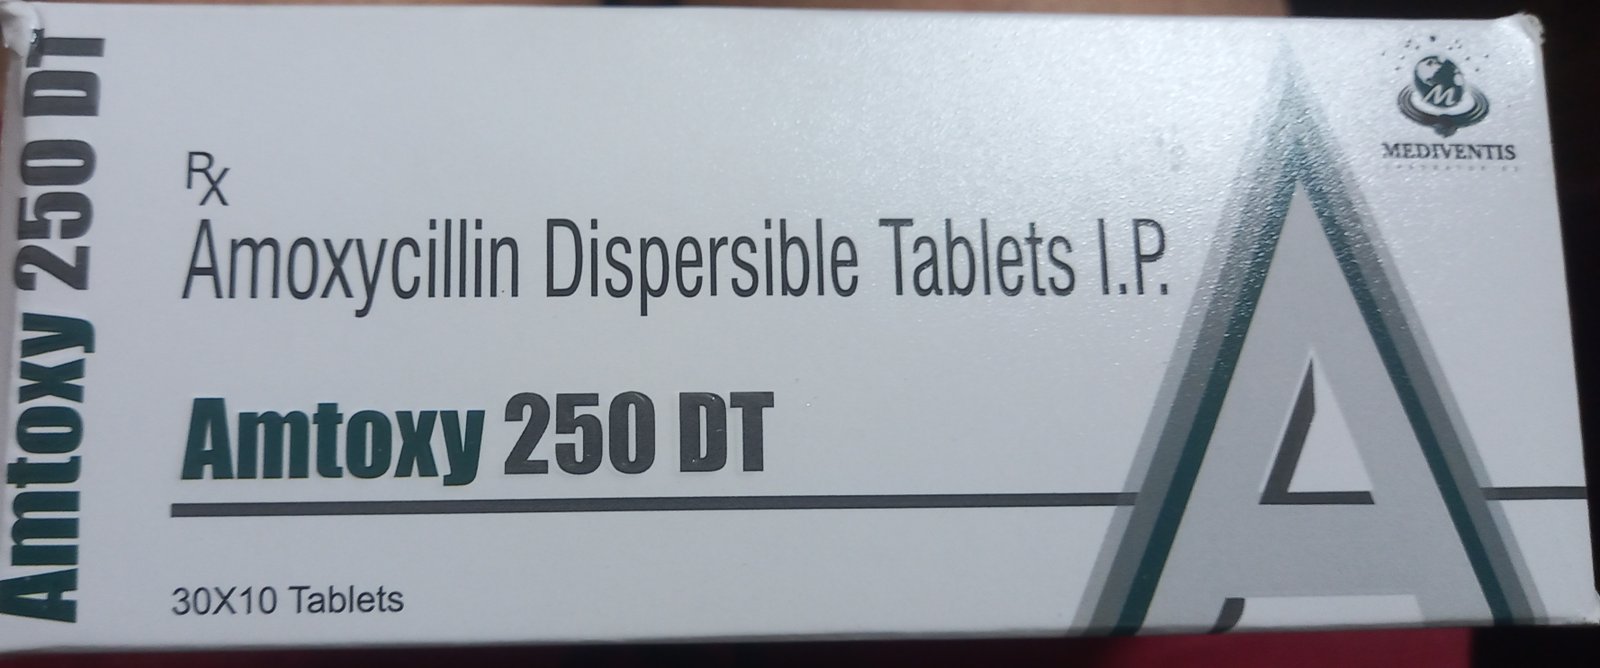 Amtoxy 250 DT
Rx
Amoxycillin Dispersible Tablets I.P.
Amtoxy 250 DT
30X10 Tablets
M
MEDIVENTIS